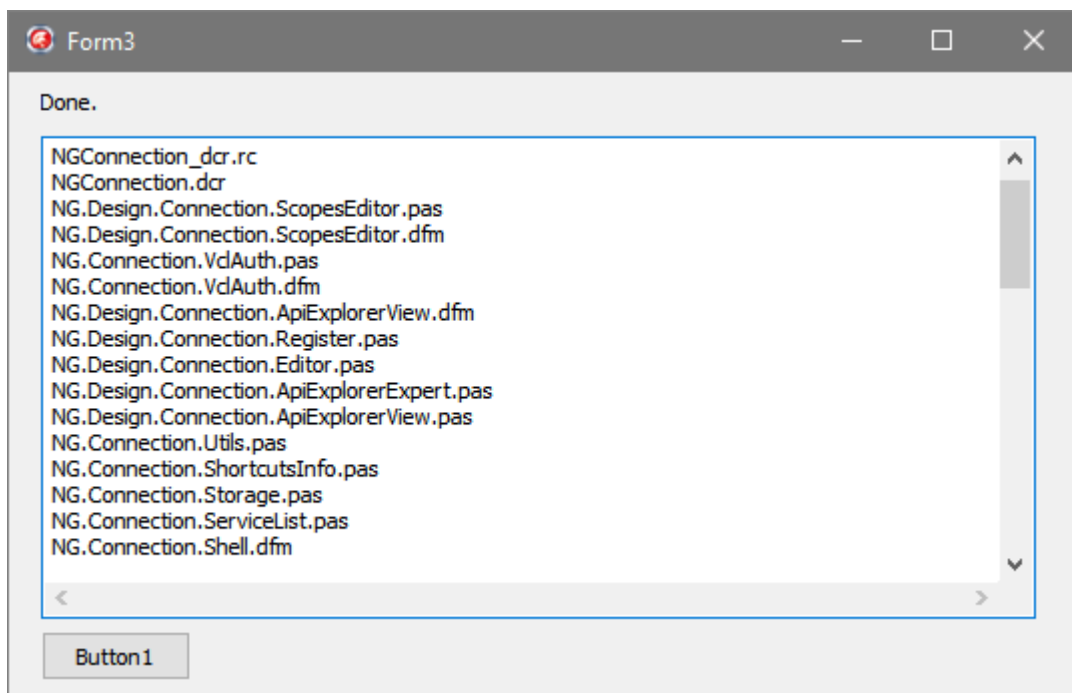 Form3
Done.
NGConnection_dcr.rc
NGConnection.dcr
NG.Design.Connection.ScopesEditor.pas
NG.Design.Connection.ScopesEditor.dfm
NG.Connection.VclAuth.pas
NG.Connection.VclAuth.dfm
NG.Design.Connection.ApiExplorerView.dfm
NG.Design.Connection.Register.pas
NG.Design.Connection.Editor.pas
NG.Design.Connection.ApiExplorerExpert.pas
NG.Design.Connection.ApiExplorerView.pas
NG.Connection.Utils.pas
NG.Connection.ShortcutsInfo.pas
NG.Connection.Storage.pas
NG.Connection.ServiceList.pas
NG.Connection.Shell.dfm
Button1